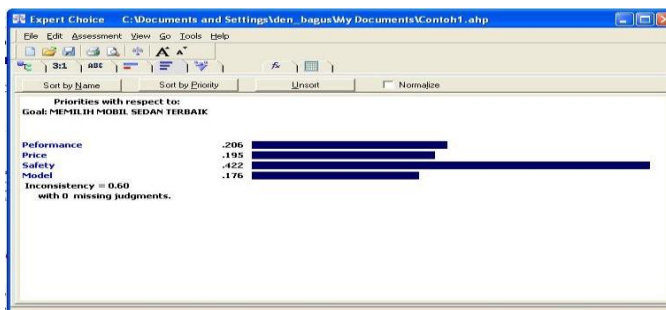 Expert Choice C:\Documents and Settings\den_bagus\My Documents\Contoh1.ahp
File Edit Assessment View Go Tools Help
A A
3:1 ABC fx
Sort by Name Sort by Priority Unsort Normalize
Priorities with respect to:
Goal: MEMILIH MOBIL SEDAN TERBAIK
Peformance .206
Price .195
Safety .422
Model .176
Inconsistency = 0.60
with 0 missing judgments.